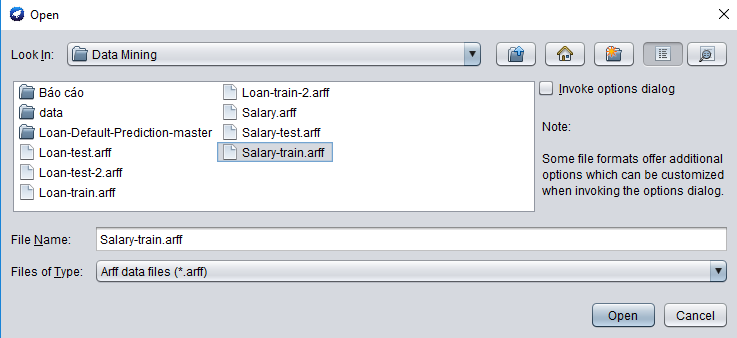 Open
Look In: Data Mining
Báo cáo
data
Loan-Default-Prediction-master
Loan-test.arff
Loan-test-2.arff
Loan-train.arff
Loan-train-2.arff
Salary.arff
Salary-test.arff
Salary-train.arff
Invoke options dialog
Note:
Some file formats offer additional
options which can be customized
when invoking the options dialog.
File Name: Salary-train.arff
Files of Type: Arff data files (*.arff)
Open Cancel